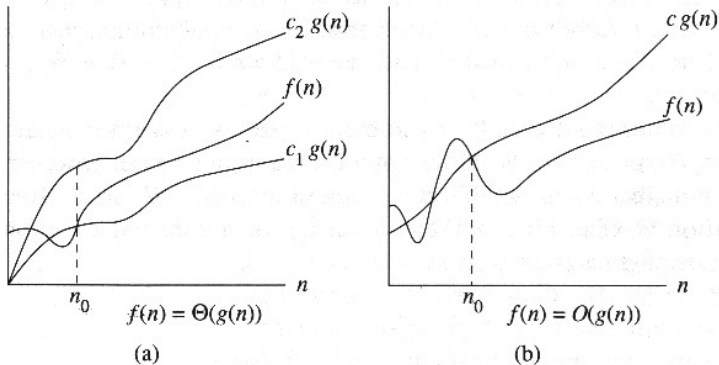 c₂ g(n)
f(n)
c₁ g(n)
n
n₀
f(n) = Θ(g(n))
(a)
c g(n)
f(n)
n
n₀
f(n) = O(g(n))
(b)